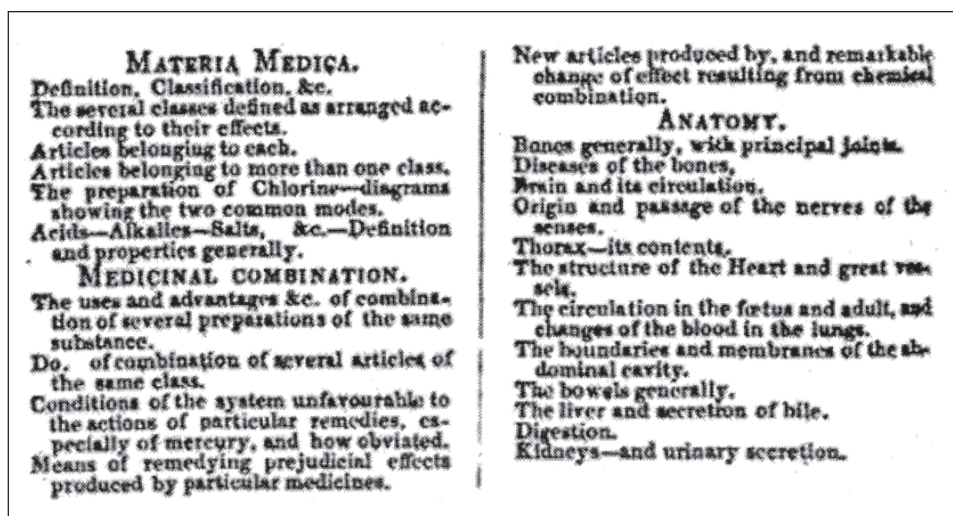 MATERIA MEDICA.
Definition, Classification, &c.
The several classes defined as arranged ac-
cording to their effects.
Articles belonging to each.
Articles belonging to more than one class.
The preparation of Chlorine—diagrams
showing the two common modes.
Acids—Alkalies—Salts, &c.—Definition
and properties generally.
MEDICINAL COMBINATION.
The uses and advantages &c. of combina-
tion of several preparations of the same
substance.
Do. of combination of several articles of
the same class.
Conditions of the system unfavourable to
the actions of particular remedies, es-
pecially of mercury, and how obviated.
Means of remedying prejudicial effects
produced by particular medicines.
New articles produced by, and remarkable
change of effect resulting from chemical
combination.
ANATOMY.
Bones generally, with principal joints.
Diseases of the bones.
Brain and its circulation.
Origin and passage of the nerves of the
senses.
Thorax—its contents.
The structure of the Heart and great ves-
sels.
The circulation in the fœtus and adult, and
changes of the blood in the lungs.
The boundaries and membranes of the ab-
dominal cavity.
The bowels generally.
The liver and secretion of bile.
Digestion.
Kidneys—and urinary secretion.